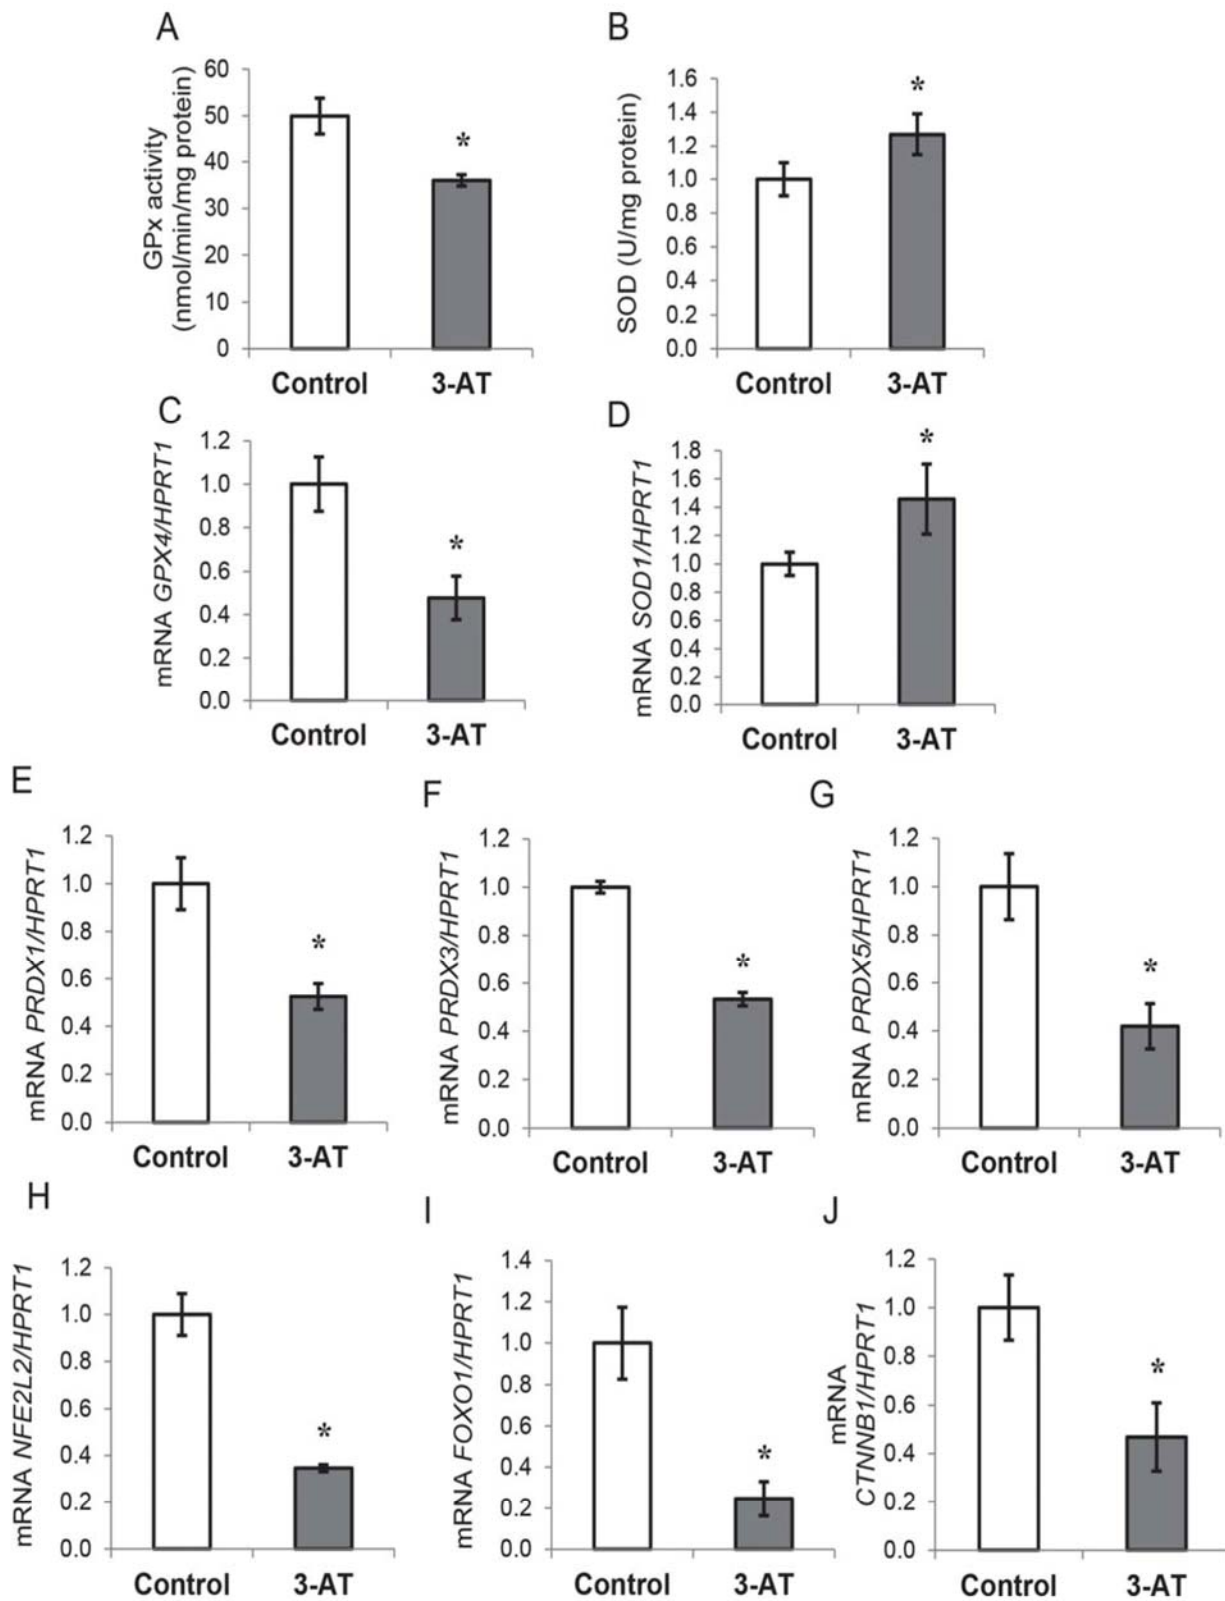 A
GPx activity
(nmol/min/mg protein)
60
50
40
30
20
10
0
*
Control
3-AT
B
SOD (U/mg protein)
1.6
1.4
1.2
1.0
0.8
0.6
0.4
0.2
0.0
*
Control
3-AT
C
mRNA GPX4/HPRT1
1.2
1.0
0.8
0.6
0.4
0.2
0.0
*
Control
3-AT
D
mRNA SOD1/HPRT1
1.8
1.6
1.4
1.2
1.0
0.8
0.6
0.4
0.2
0.0
*
Control
3-AT
E
mRNA PRDX1/HPRT1
1.2
1.0
0.8
0.6
0.4
0.2
0.0
*
Control
3-AT
F
mRNA PRDX3/HPRT1
1.2
1.0
0.8
0.6
0.4
0.2
0.0
*
Control
3-AT
G
mRNA PRDX5/HPRT1
1.2
1.0
0.8
0.6
0.4
0.2
0.0
*
Control
3-AT
H
mRNA NFE2L2/HPRT1
1.2
1.0
0.8
0.6
0.4
0.2
0.0
*
Control
3-AT
I
mRNA FOXO1/HPRT1
1.4
1.2
1.0
0.8
0.6
0.4
0.2
0.0
*
Control
3-AT
J
mRNA
CTNNB1/HPRT1
1.2
1.0
0.8
0.6
0.4
0.2
0.0
*
Control
3-AT